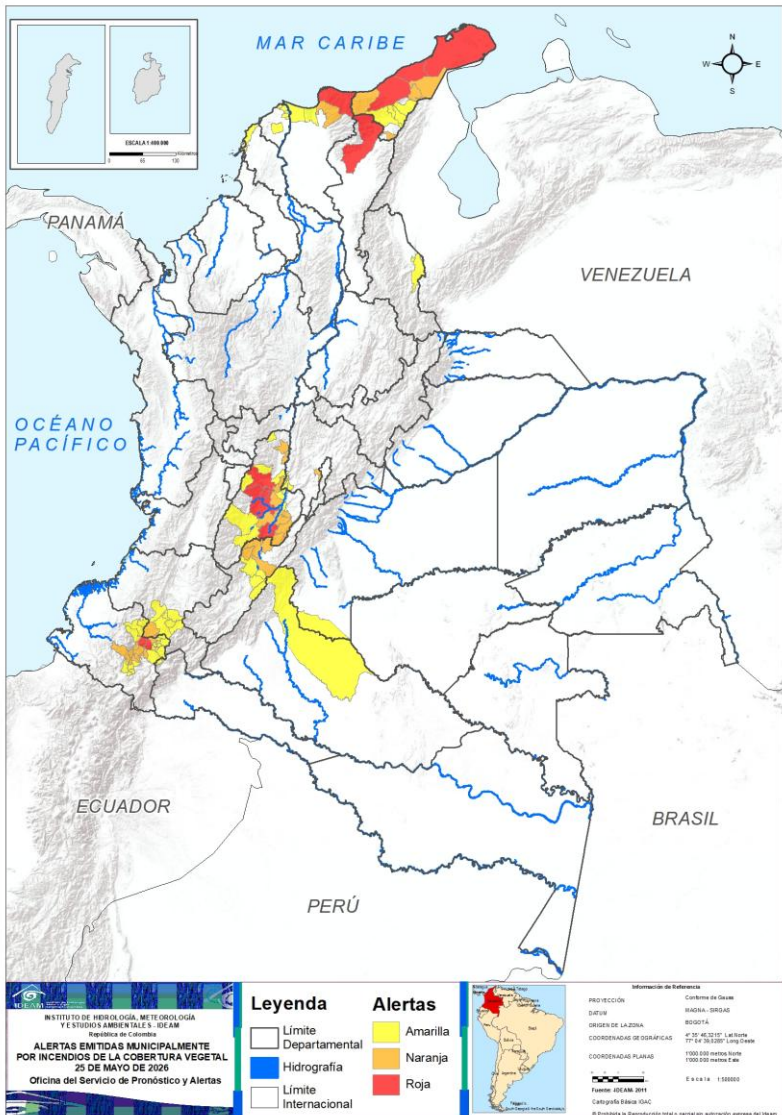 MAR CARIBE
N
W
E
S
ESCALA 1:400 000
PANAMÁ
VENEZUELA
OCÉANO
PACÍFICO
ECUADOR
BRASIL
PERÚ
IDEAM
INSTITUTO DE HIDROLOGÍA, METEOROLOGÍA
Y ESTUDIOS AMBIENTALES - IDEAM
República de Colombia
ALERTAS EMITIDAS MUNICIPALMENTE
POR INCENDIOS DE LA COBERTURA VEGETAL
25 DE MAYO DE 2026
Oficina del Servicio de Pronóstico y Alertas
Leyenda
Límite
Departamental
Hidrografía
Límite
Internacional
Alertas
Amarilla
Naranja
Roja
Información de Referencia
PROYECCIÓN Conforme de Gauss
DATUM MAGNA - SIRGAS
ORIGEN DE LA ZONA BOGOTÁ
COORDENADAS GEOGRÁFICAS
COORDENADAS PLANAS 1'000.000 metros Norte
1'000.000 metros Este
Fuente: IDEAM 2011
Cartografía Básica IGAC